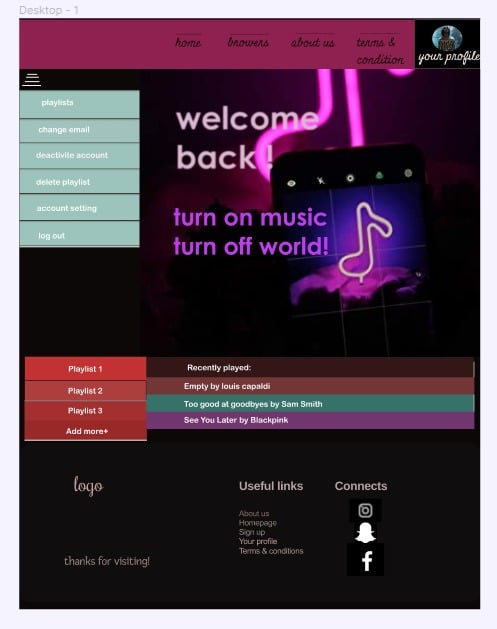 Desktop - 1
home
browers
about us
terms &
condition
your profile
playlists
change email
deactivite account
delete playlist
account setting
log out
welcome
back !
turn on music
turn off world!
Playlist 1
Playlist 2
Playlist 3
Add more+
Recently played:
Empty by louis capaldi
Too good at goodbyes by Sam Smith
See You Later by Blackpink
logo
thanks for visiting!
Useful links
About us
Homepage
Sign up
Your profile
Terms & conditions
Connects